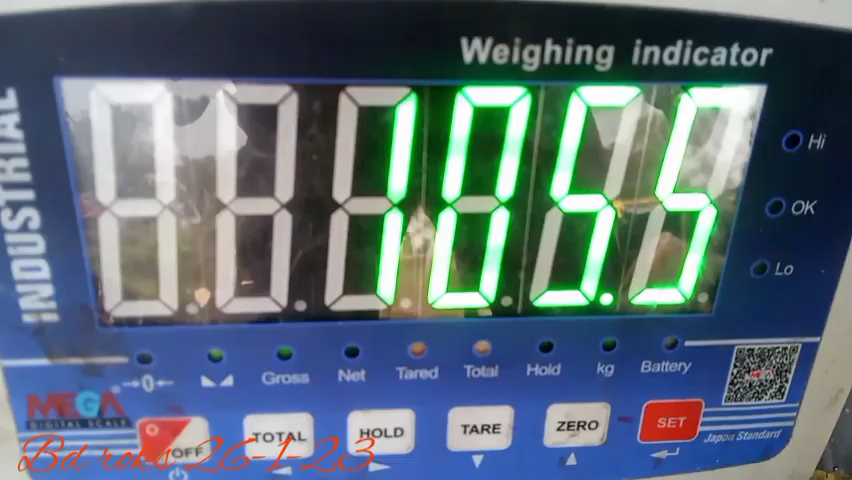 Weighing indicator
INDUSTRIAL
105.5
Hi
OK
Lo
→0←
Gross
Net
Tared
Total
Hold
kg
Battery
MEGA
DIGITAL SCALE
OFF
TOTAL
HOLD
TARE
ZERO
SET
Japan Standard
Bd roks 26-1-23